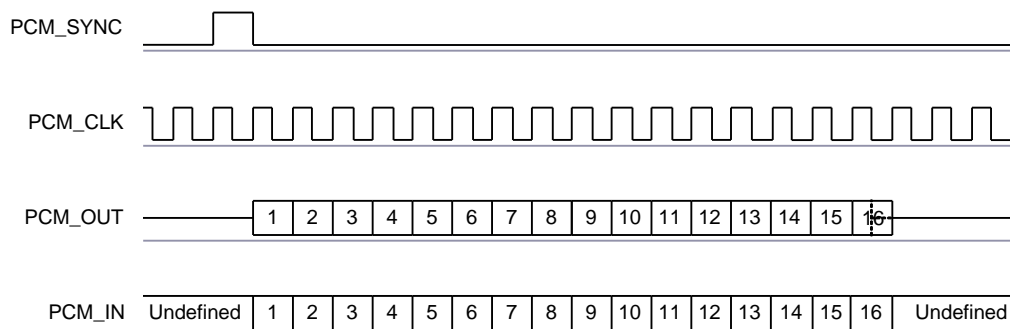 PCM_SYNC
PCM_CLK
PCM_OUT 1 2 3 4 5 6 7 8 9 10 11 12 13 14 15 16
PCM_IN Undefined 1 2 3 4 5 6 7 8 9 10 11 12 13 14 15 16 Undefined